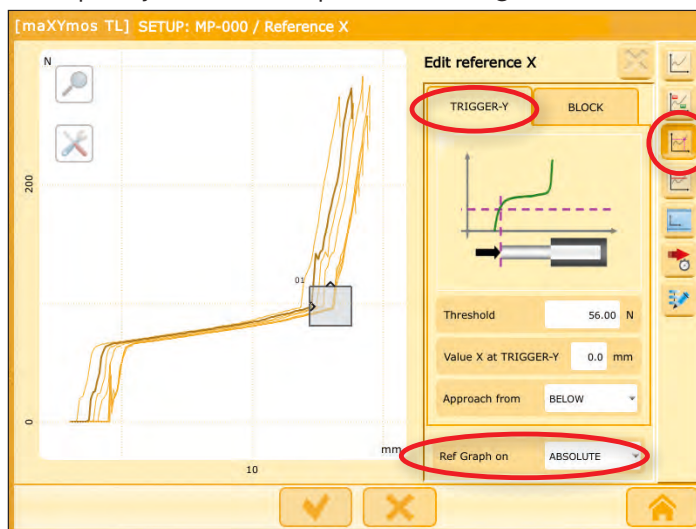 [maXYmos TL] SETUP: MP-000 / Reference X
N
200
01
0
10
mm
Edit reference X
TRIGGER-Y
BLOCK
Threshold 56.00 N
Value X at TRIGGER-Y 0.0 mm
Approach from BELOW
Ref Graph on ABSOLUTE